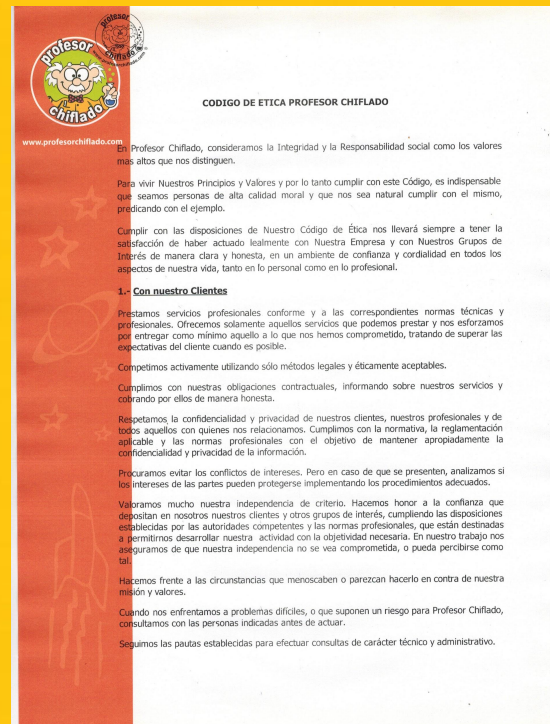 profesor
chiflado
profesor
chiflado
CODIGO DE ETICA PROFESOR CHIFLADO
www.profesorchiflado.com
En Profesor Chiflado, consideramos la Integridad y la Responsabilidad social como los valores
mas altos que nos distinguen.
Para vivir Nuestros Principios y Valores y por lo tanto cumplir con este Código, es indispensable
que seamos personas de alta calidad moral y que nos sea natural cumplir con el mismo,
predicando con el ejemplo.
Cumplir con las disposiciones de Nuestro Código de Ética nos llevará siempre a tener la
satisfacción de haber actuado lealmente con Nuestra Empresa y con Nuestros Grupos de
Interés de manera clara y honesta, en un ambiente de confianza y cordialidad en todos los
aspectos de nuestra vida, tanto en lo personal como en lo profesional.
1.- Con nuestro Clientes
Prestamos servicios profesionales conforme y a las correspondientes normas técnicas y
profesionales. Ofrecemos solamente aquellos servicios que podemos prestar y nos esforzamos
por entregar como mínimo aquello a lo que nos hemos comprometido, tratando de superar las
expectativas del cliente cuando es posible.
Competimos activamente utilizando sólo métodos legales y éticamente aceptables.
Cumplimos con nuestras obligaciones contractuales, informando sobre nuestros servicios y
cobrando por ellos de manera honesta.
Respetamos la confidencialidad y privacidad de nuestros clientes, nuestros profesionales y de
todos aquellos con quienes nos relacionamos. Cumplimos con la normativa, la reglamentación
aplicable y las normas profesionales con el objetivo de mantener apropiadamente la
confidencialidad y privacidad de la información.
Procuramos evitar los conflictos de intereses. Pero en caso de que se presenten, analizamos si
los intereses de las partes pueden protegerse implementando los procedimientos adecuados.
Valoramos mucho nuestra independencia de criterio. Hacemos honor a la confianza que
depositan en nosotros nuestros clientes y otros grupos de interés, cumpliendo las disposiciones
establecidas por las autoridades competentes y las normas profesionales, que están destinadas
a permitirnos desarrollar nuestra actividad con la objetividad necesaria. En nuestro trabajo nos
aseguramos de que nuestra independencia no se vea comprometida, o pueda percibirse como
tal.
Hacemos frente a las circunstancias que menoscaben o parezcan hacerlo en contra de nuestra
misión y valores.
Cuando nos enfrentamos a problemas difíciles, o que suponen un riesgo para Profesor Chiflado,
consultamos con las personas indicadas antes de actuar.
Seguimos las pautas establecidas para efectuar consultas de carácter técnico y administrativo.